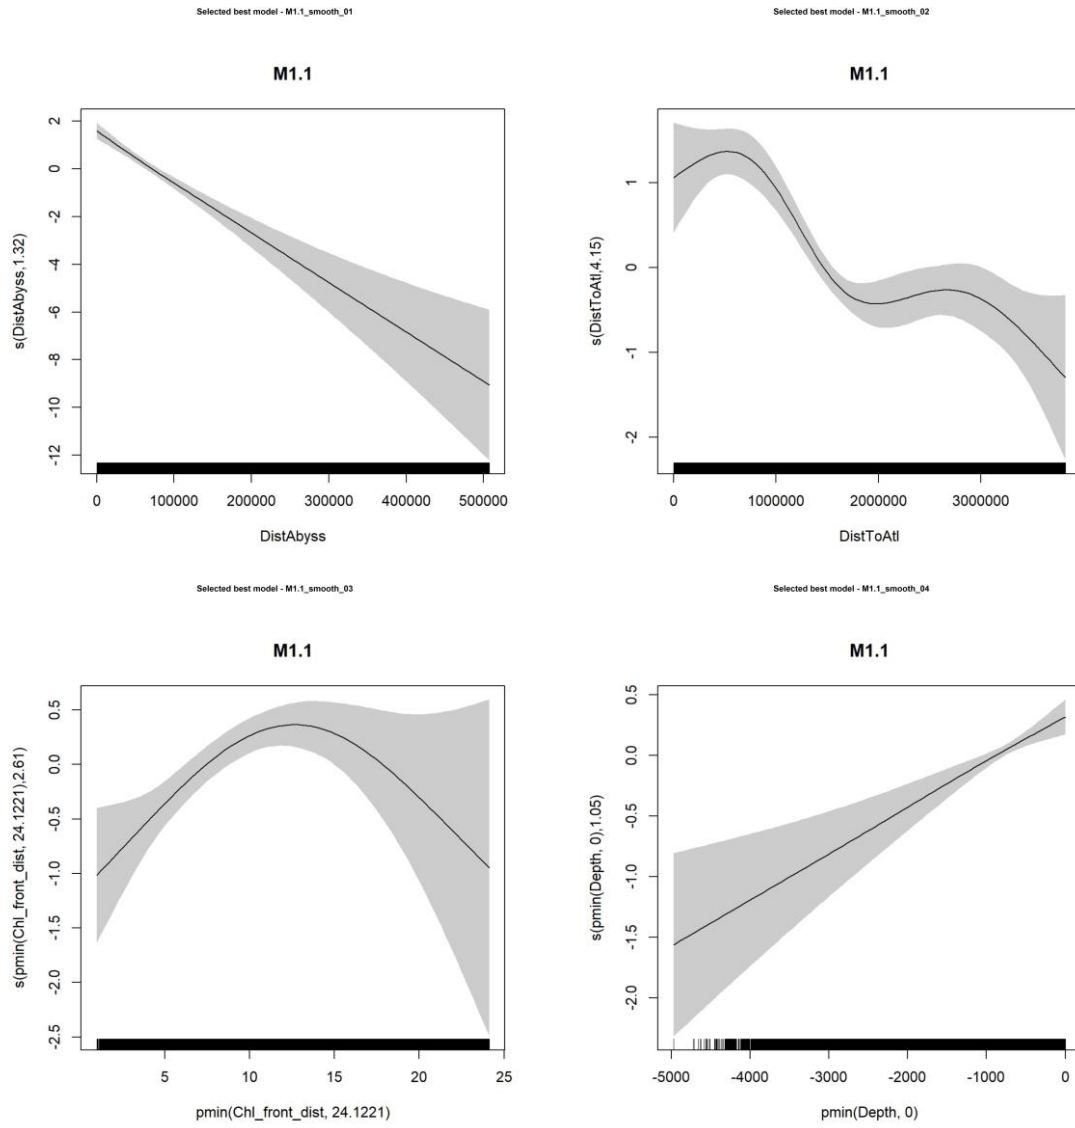 Selected best model - M1.1_smooth_01
M1.1
s(DistAbyss,1.32)
2
0
-2
-4
-6
-8
-10
-12
0 100000 200000 300000 400000 500000
DistAbyss
Selected best model - M1.1_smooth_02
M1.1
s(DistToAtl,4.15)
1
0
-1
-2
0 1000000 2000000 3000000
DistToAtl
Selected best model - M1.1_smooth_03
M1.1
s(pmin(Chl_front_dist, 24.1221),2.61)
0.5
0.0
-0.5
-1.0
-1.5
-2.0
-2.5
5 10 15 20 25
pmin(Chl_front_dist, 24.1221)
Selected best model - M1.1_smooth_04
M1.1
s(pmin(Depth, 0),1.05)
0.5
0.0
-0.5
-1.0
-1.5
-2.0
-5000 -4000 -3000 -2000 -1000 0
pmin(Depth, 0)